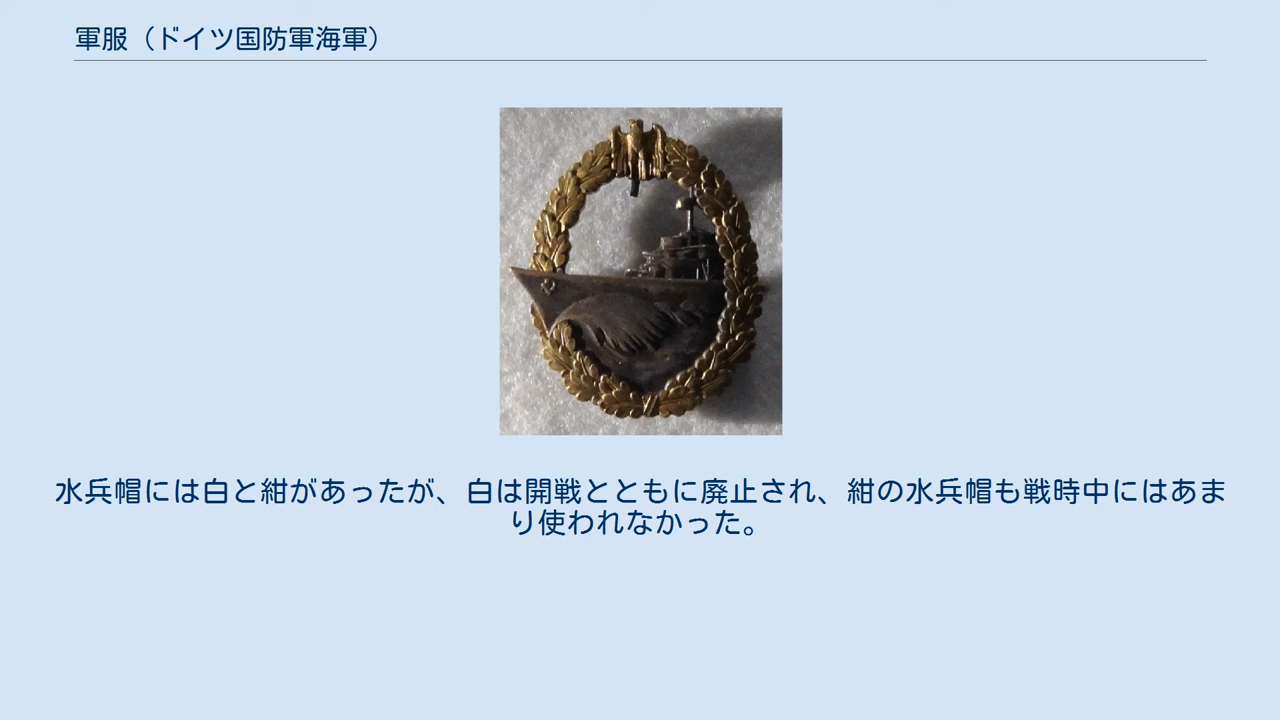 軍服（ドイツ国防軍海軍）
水兵帽には白と紺があったが、白は開戦とともに廃止され、紺の水兵帽も戦時中にはあま
り使われなかった。